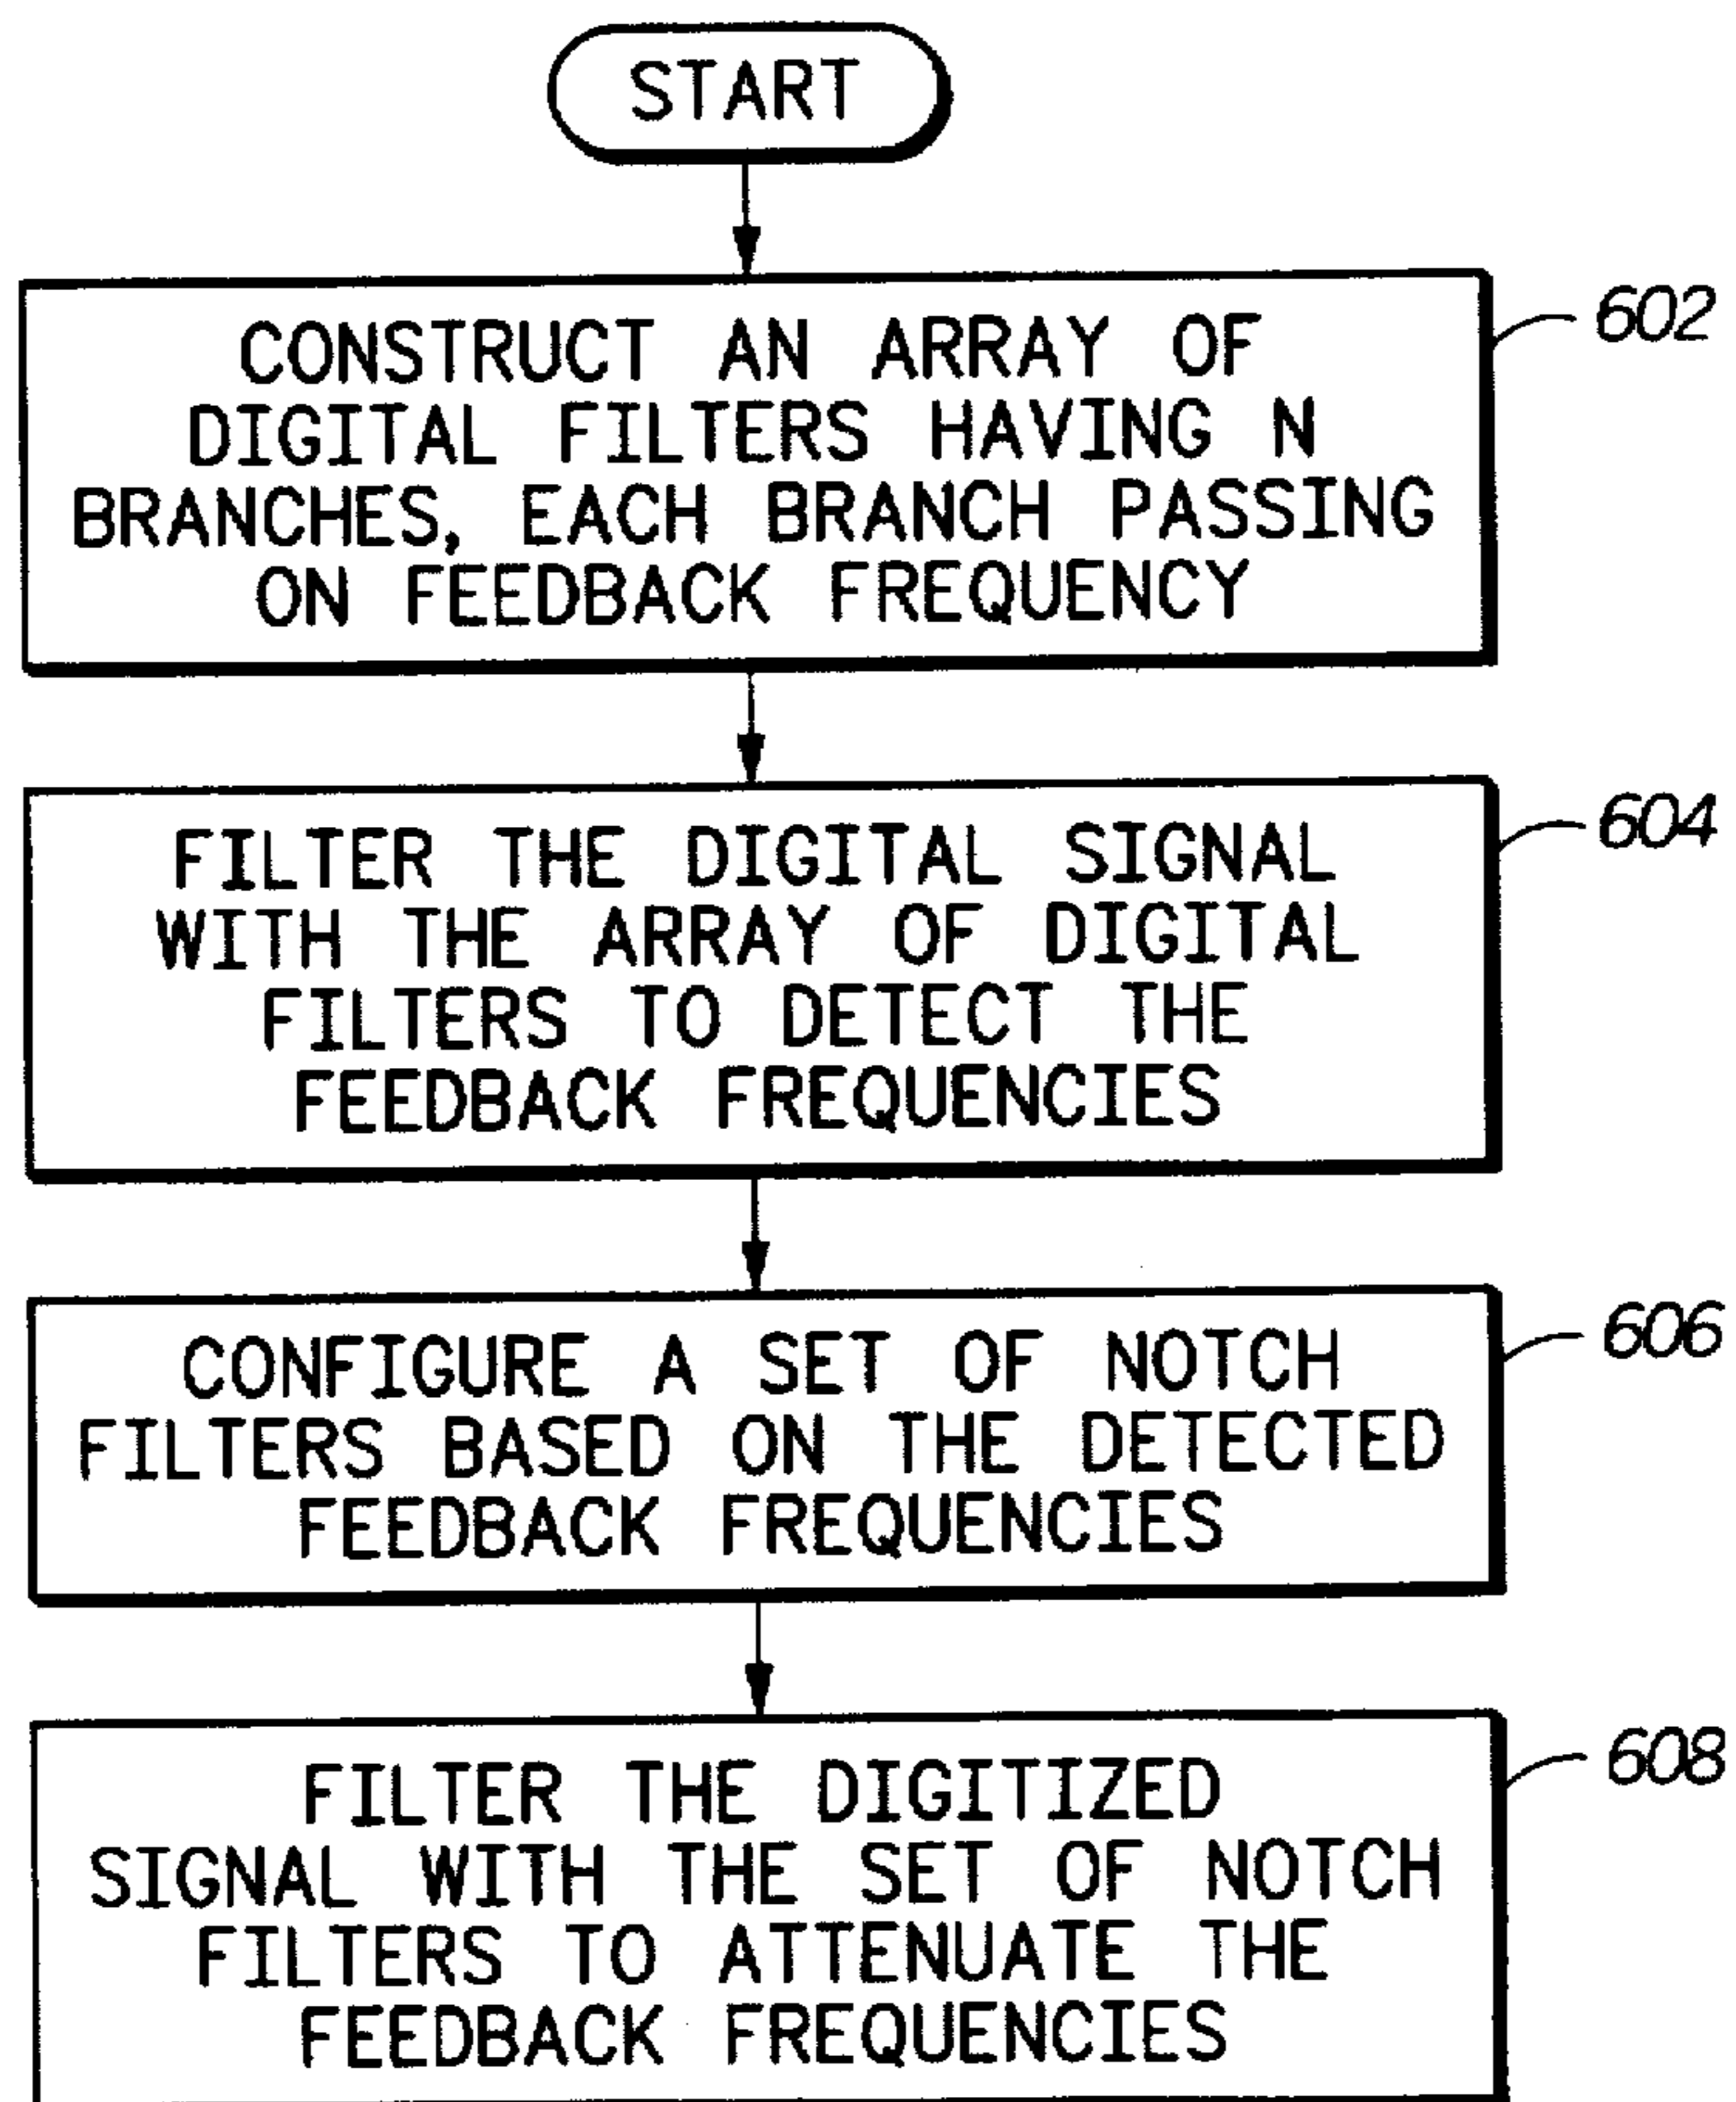 START
CONSTRUCT AN ARRAY OF
DIGITAL FILTERS HAVING N
BRANCHES, EACH BRANCH PASSING
ON FEEDBACK FREQUENCY
602
FILTER THE DIGITAL SIGNAL
WITH THE ARRAY OF DIGITAL
FILTERS TO DETECT THE
FEEDBACK FREQUENCIES
604
CONFIGURE A SET OF NOTCH
FILTERS BASED ON THE DETECTED
FEEDBACK FREQUENCIES
606
FILTER THE DIGITIZED
SIGNAL WITH THE SET OF NOTCH
FILTERS TO ATTENUATE THE
FEEDBACK FREQUENCIES
608